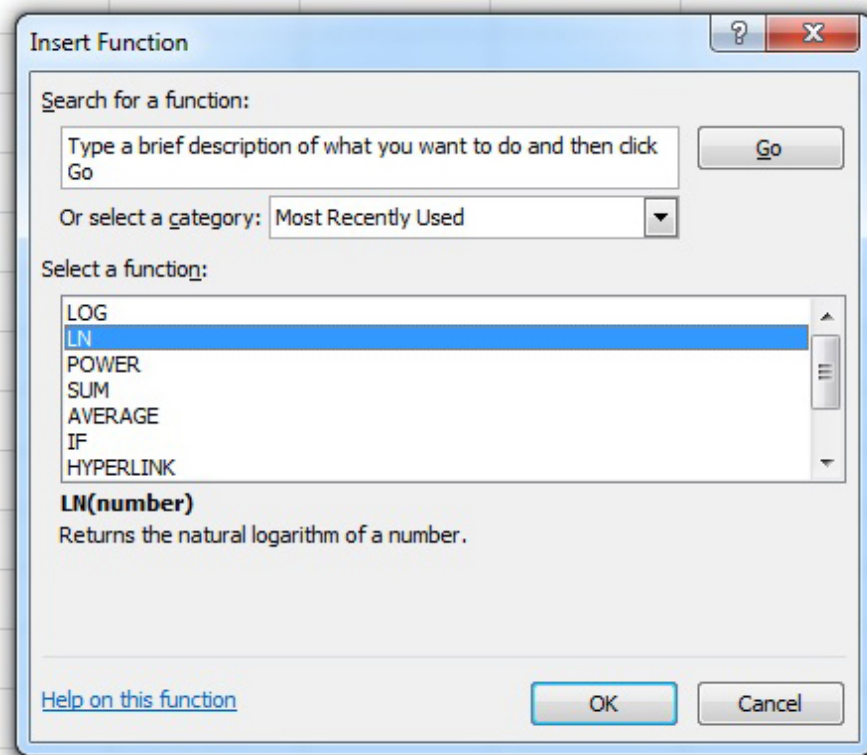 Insert Function
Search for a function:
Type a brief description of what you want to do and then click
Go
Go
Or select a category: Most Recently Used
Select a function:
LOG
LN
POWER
SUM
AVERAGE
IF
HYPERLINK
LN(number)
Returns the natural logarithm of a number.
Help on this function
OK
Cancel